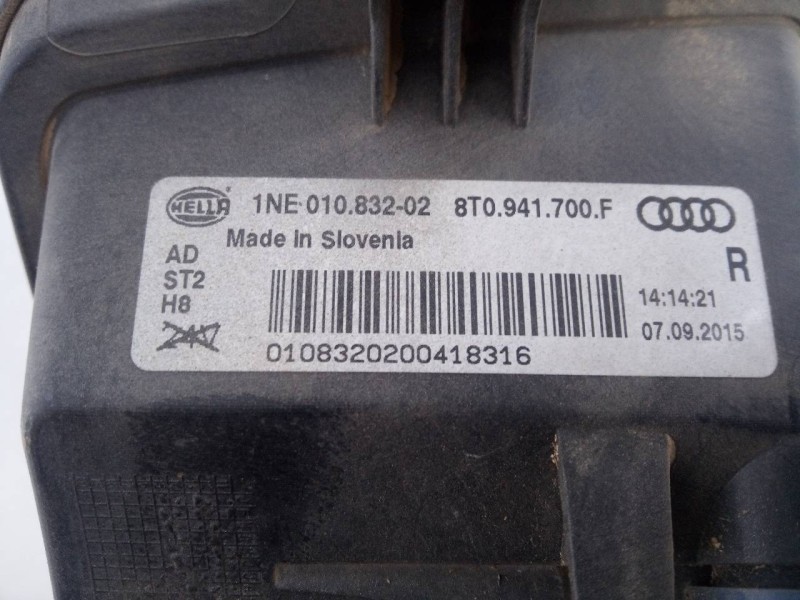 HELLA 1NE 010.832-02 8T0.941.700.F
Made in Slovenia
R
AD
ST2
H8
24V
14:14:21
07.09.2015
0108320200418316